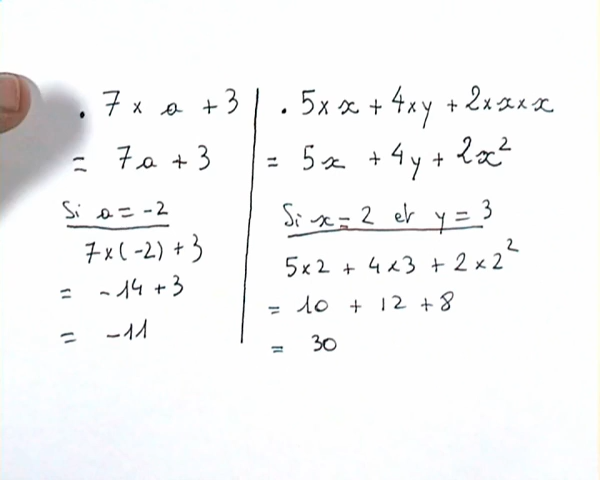 . 7 × a + 3
= 7a + 3
Si a = -2
7×(-2) + 3
= -14 + 3
= -11
. 5×x + 4×y + 2×x×x
= 5x + 4y + 2x²
Si x = 2 et y = 3
5×2 + 4×3 + 2×2²
= 10 + 12 + 8
= 30